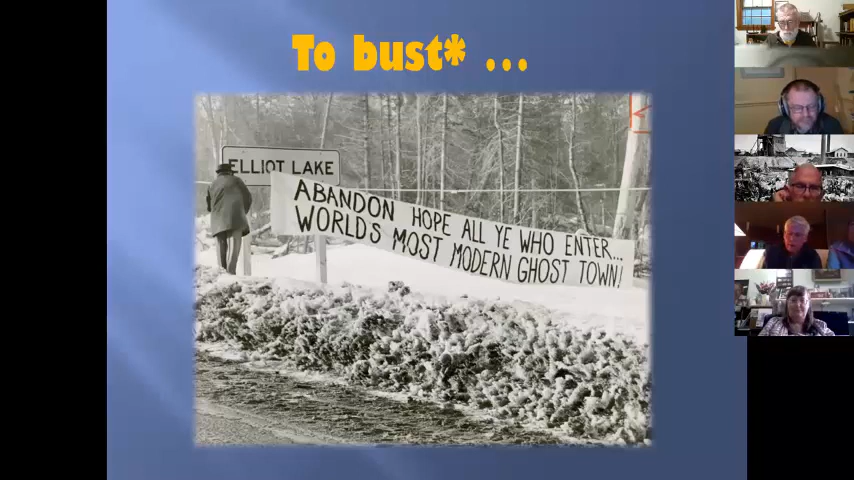 To bust* ...
ELLIOT LAKE
ABANDON HOPE ALL YE WHO ENTER...
WORLDS MOST MODERN GHOST TOWN!